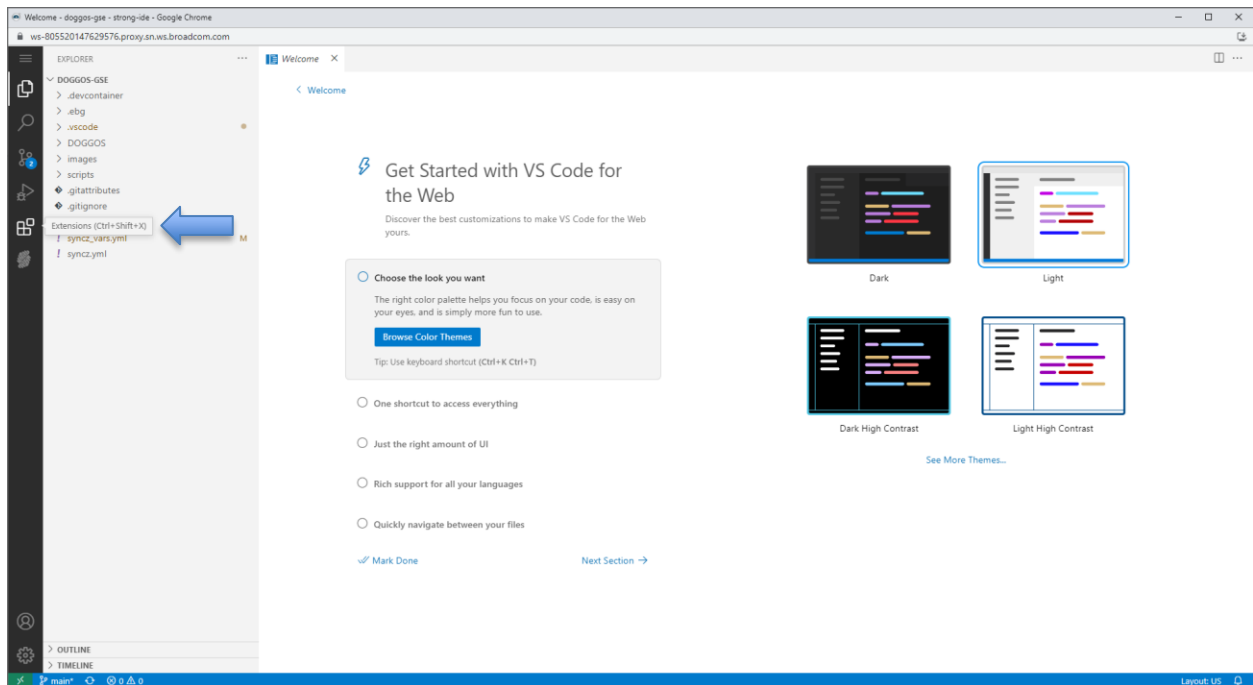 Welcome - doggos-gse - strong-ide - Google Chrome
ws-805520147629576.proxy.sn.ws.broadcom.com
EXPLORER
DOGGOS-GSE
.devcontainer
.ebg
.vscode
DOGGOS
images
scripts
.gitattributes
.gitignore
Extensions (Ctrl+Shift+X)
! syncz_vars.yml M
! syncz.yml
2
OUTLINE
TIMELINE
Welcome
Welcome
Get Started with VS Code for
the Web
Discover the best customizations to make VS Code for the Web
yours.
Choose the look you want
The right color palette helps you focus on your code, is easy on
your eyes, and is simply more fun to use.
Browse Color Themes
Tip: Use keyboard shortcut (Ctrl+K Ctrl+T)
One shortcut to access everything
Just the right amount of UI
Rich support for all your languages
Quickly navigate between your files
Mark Done Next Section
Dark Light
Dark High Contrast Light High Contrast
See More Themes...
main* 0 0 Layout: US